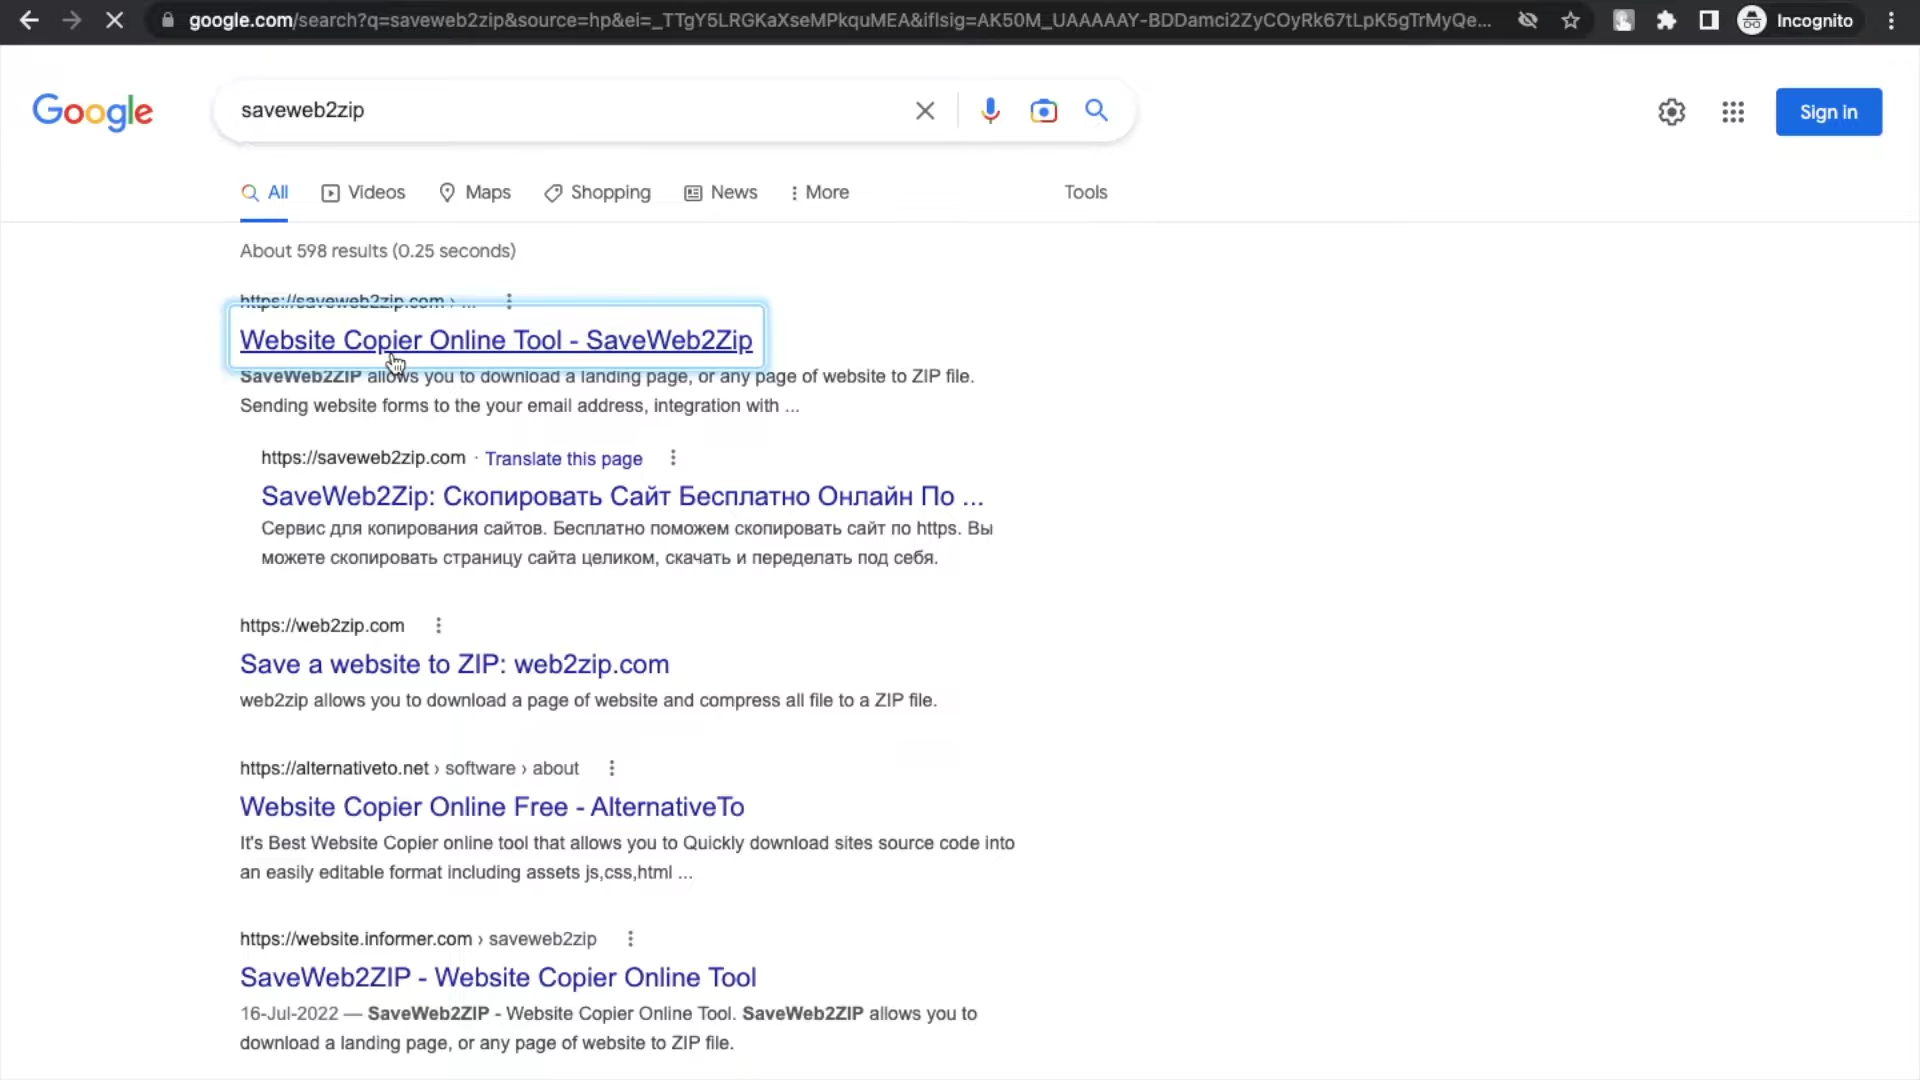 google.com/search?q=saveweb2zip&source=hp&ei=_TTgY5LRGKaXseMPkquMEA&iflsig=AK50M_UAAAAAY-BDDamci2ZyCOyRk67tLpK5gTrMyQe...
Incognito
Google
saveweb2zip
Sign in
All Videos Maps Shopping News More Tools
About 598 results (0.25 seconds)
https://saveweb2zip.com › ...
Website Copier Online Tool - SaveWeb2Zip
SaveWeb2ZIP allows you to download a landing page, or any page of website to ZIP file.
Sending website forms to the your email address, integration with ...
https://saveweb2zip.com · Translate this page
SaveWeb2Zip: Скопировать Сайт Бесплатно Онлайн По ...
Сервис для копирования сайтов. Бесплатно поможем скопировать сайт по https. Вы
можете скопировать страницу сайта целиком, скачать и переделать под себя.
https://web2zip.com
Save a website to ZIP: web2zip.com
web2zip allows you to download a page of website and compress all file to a ZIP file.
https://alternativeto.net › software › about
Website Copier Online Free - AlternativeTo
It's Best Website Copier online tool that allows you to Quickly download sites source code into
an easily editable format including assets js,css,html ...
https://website.informer.com › saveweb2zip
SaveWeb2ZIP - Website Copier Online Tool
16-Jul-2022 — SaveWeb2ZIP - Website Copier Online Tool. SaveWeb2ZIP allows you to
download a landing page, or any page of website to ZIP file.